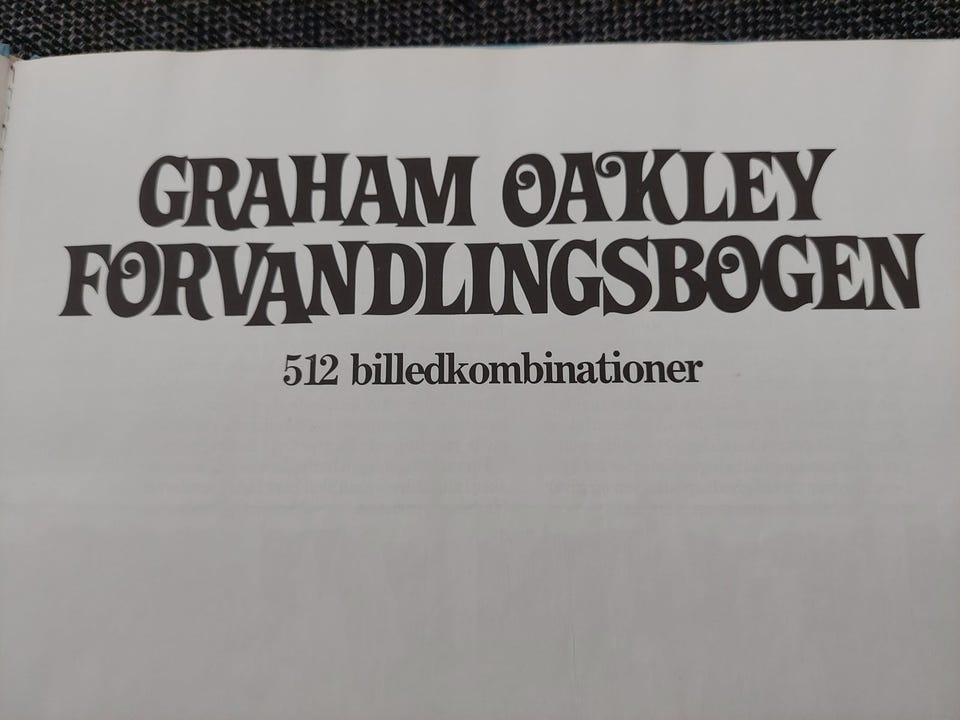 GRAHAM OAKLEY
FORVANDLINGSBOGEN
512 billedkombinationer